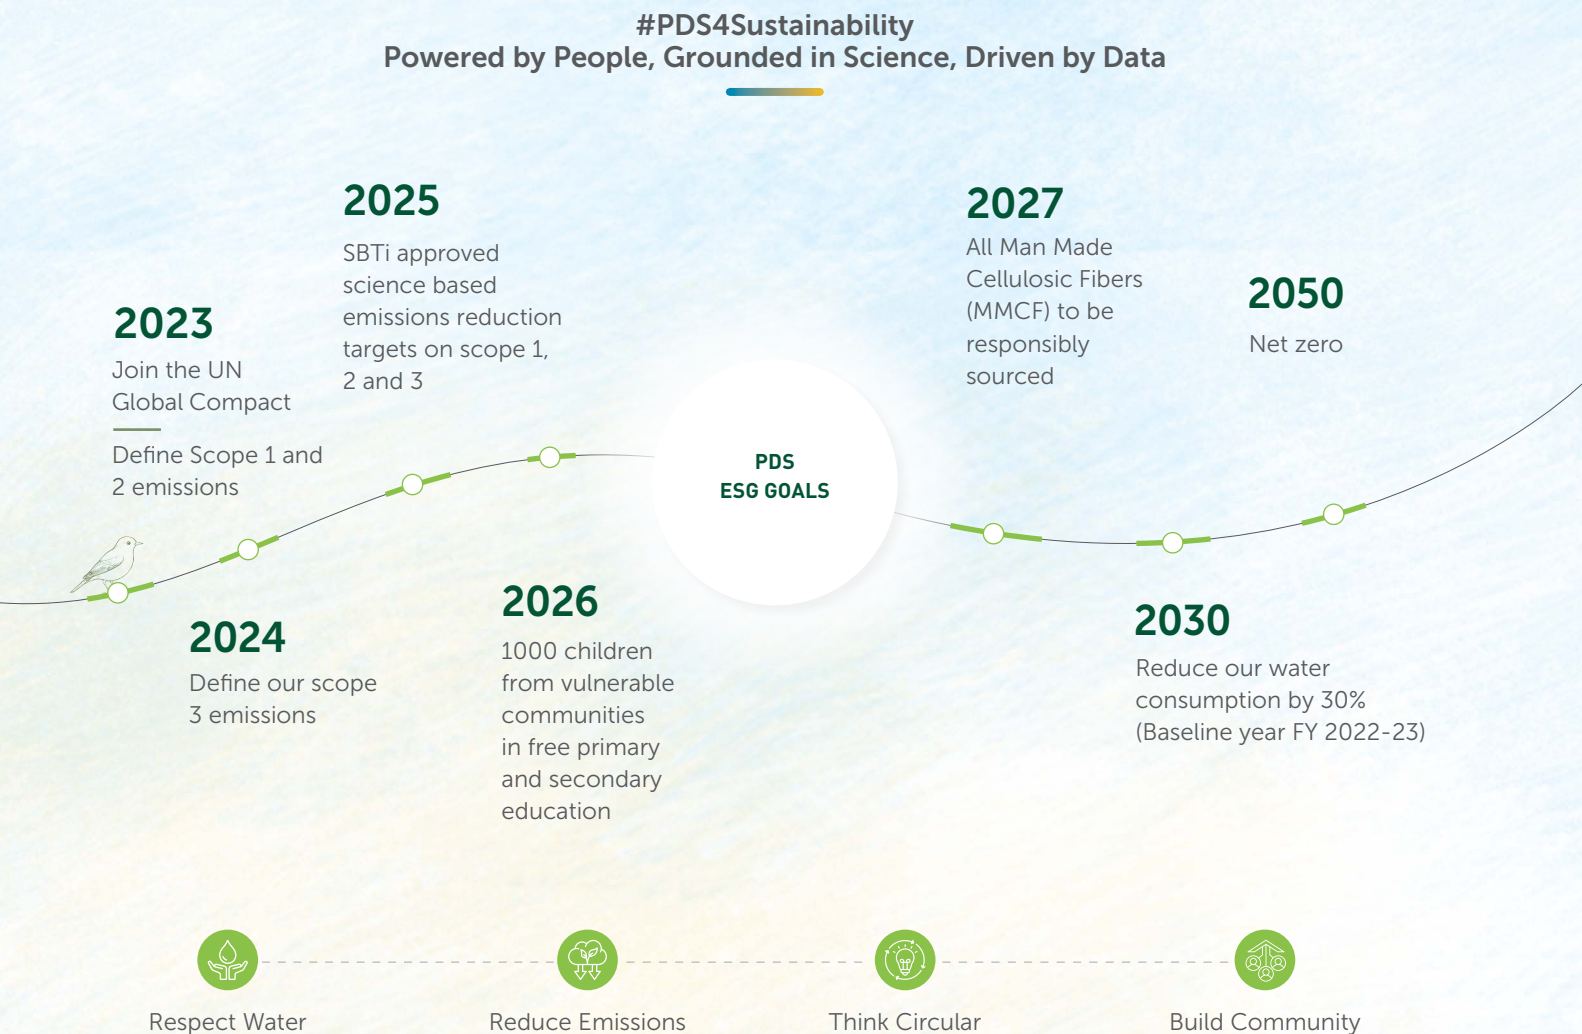 #PDS4Sustainability
Powered by People, Grounded in Science, Driven by Data
2023
Join the UN
Global Compact
Define Scope 1 and
2 emissions
2024
Define our scope
3 emissions
2025
SBTi approved
science based
emissions reduction
targets on scope 1,
2 and 3
2026
1000 children
from vulnerable
communities
in free primary
and secondary
education
PDS
ESG GOALS
2027
All Man Made
Cellulosic Fibers
(MMCF) to be
responsibly
sourced
2030
Reduce our water
consumption by 30%
(Baseline year FY 2022-23)
2050
Net zero
Respect Water
Reduce Emissions
Think Circular
Build Community